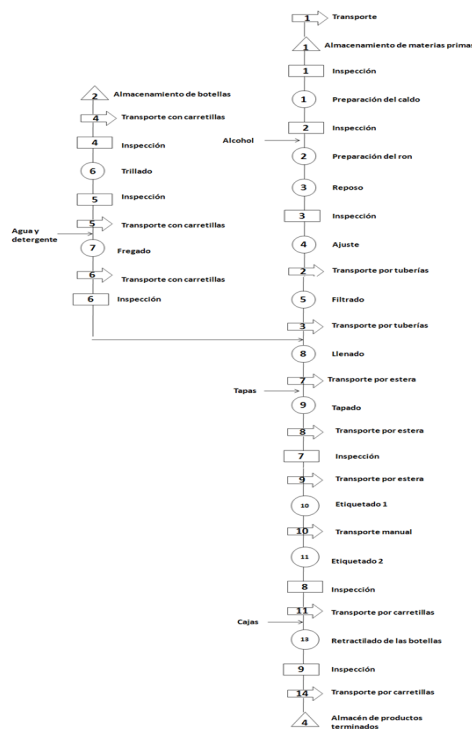 1 Transporte
1 Almacenamiento de materias primas
1 Inspección
1 Preparación del caldo
2 Inspección
Alcohol
2 Preparación del ron
3 Reposo
3 Inspección
4 Ajuste
2 Transporte por tuberías
5 Filtrado
3 Transporte por tuberías
2 Almacenamiento de botellas
4 Transporte con carretillas
4 Inspección
6 Trillado
5 Inspección
5 Transporte con carretillas
Agua y
detergente
7 Fregado
6 Transporte con carretillas
6 Inspección
8 Llenado
7 Transporte por estera
Tapas
9 Tapado
8 Transporte por estera
7 Inspección
9 Transporte por estera
10 Etiquetado 1
10 Transporte manual
11 Etiquetado 2
8 Inspección
11 Transporte por carretillas
Cajas
13 Retractilado de las botellas
9 Inspección
14 Transporte por carretillas
4 Almacén de productos
terminados